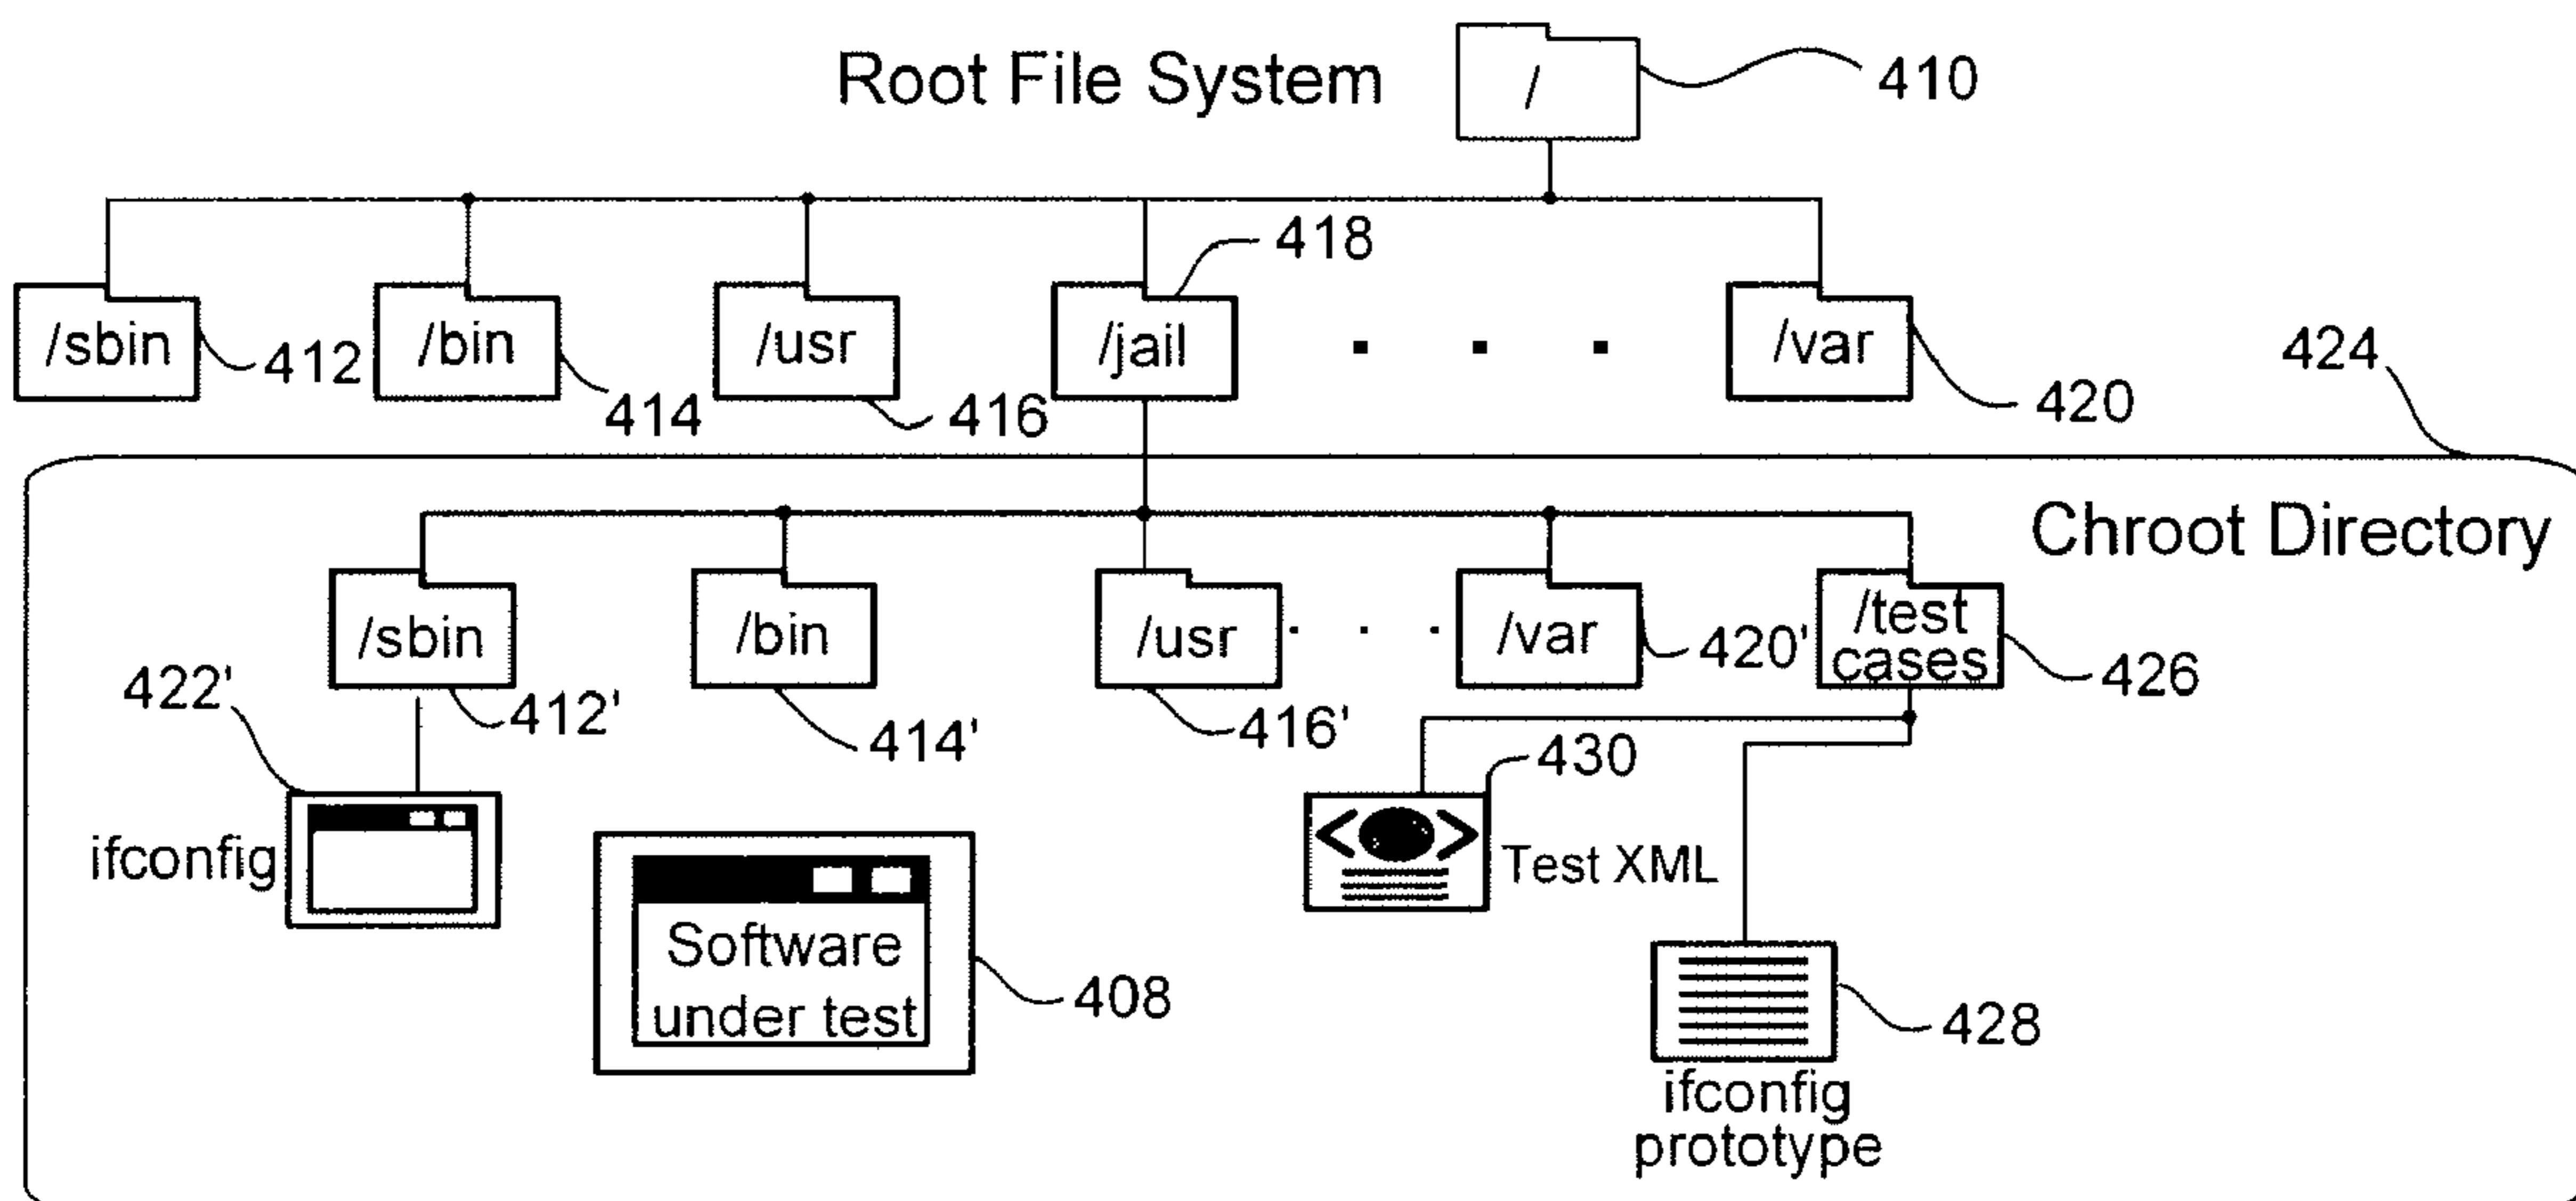 Root File System
/
410
418
/sbin
/bin
/usr
/jail
. . .
/var
412
414
416
420
424
Chroot Directory
/sbin
/bin
/usr
. . .
/var
/test
cases
422'
412'
414'
416'
420'
426
430
ifconfig
Test XML
Software
under test
408
428
ifconfig
prototype